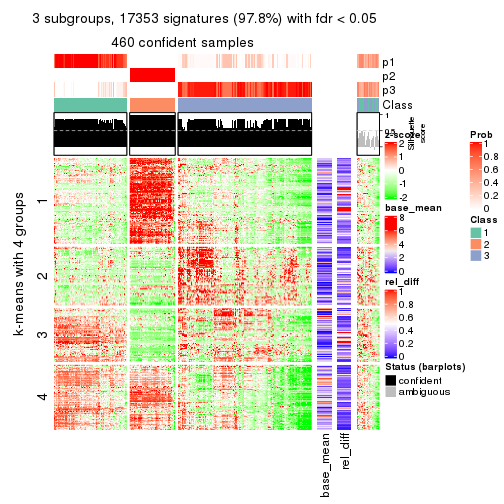 3 subgroups, 17353 signatures (97.8%) with fdr < 0.05
460 confident samples
p1
p2
p3
Class
1
0.5
Silhouette
score
k-means with 4 groups
1
2
3
4
base_mean
rel_diff
z-score
2
1
0
-1
-2
base_mean
8
6
4
2
0
rel_diff
1
0.8
0.6
0.4
0.2
0
Status (barplots)
confident
ambiguous
Prob
1
0.8
0.6
0.4
0.2
0
Class
1
2
3